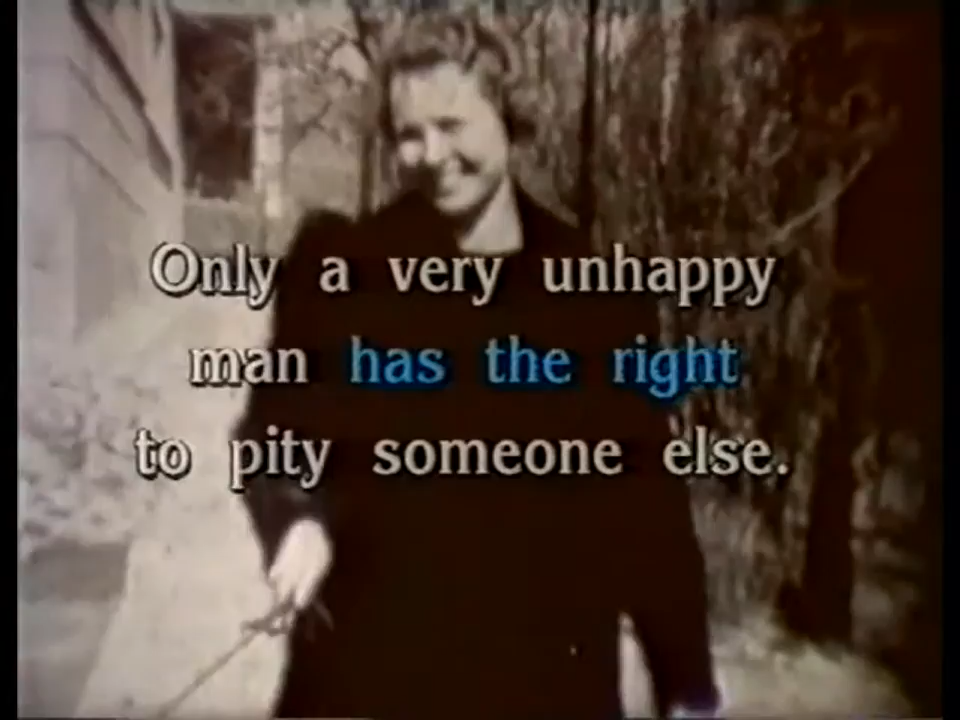 Only a very unhappy
man has the right
to pity someone else.